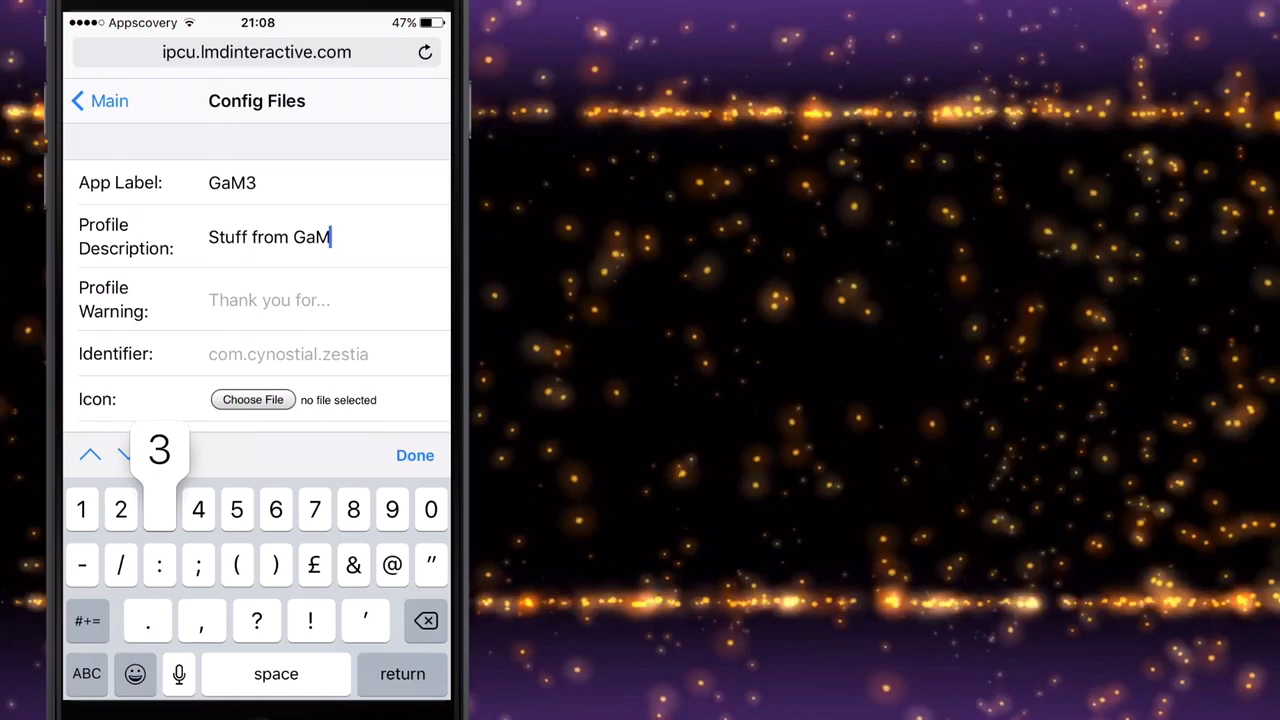 Appscovery 21:08 47%
ipcu.lmdinteractive.com
Main Config Files
App Label: GaM3
Profile Description: Stuff from GaM
Profile Warning: Thank you for...
Identifier: com.cynostial.zestia
Icon: Choose File no file selected
3
Done
1 2 4 5 6 7 8 9 0
- / : ; ( ) £ & @ "
#+= . , ? ! '
ABC space return